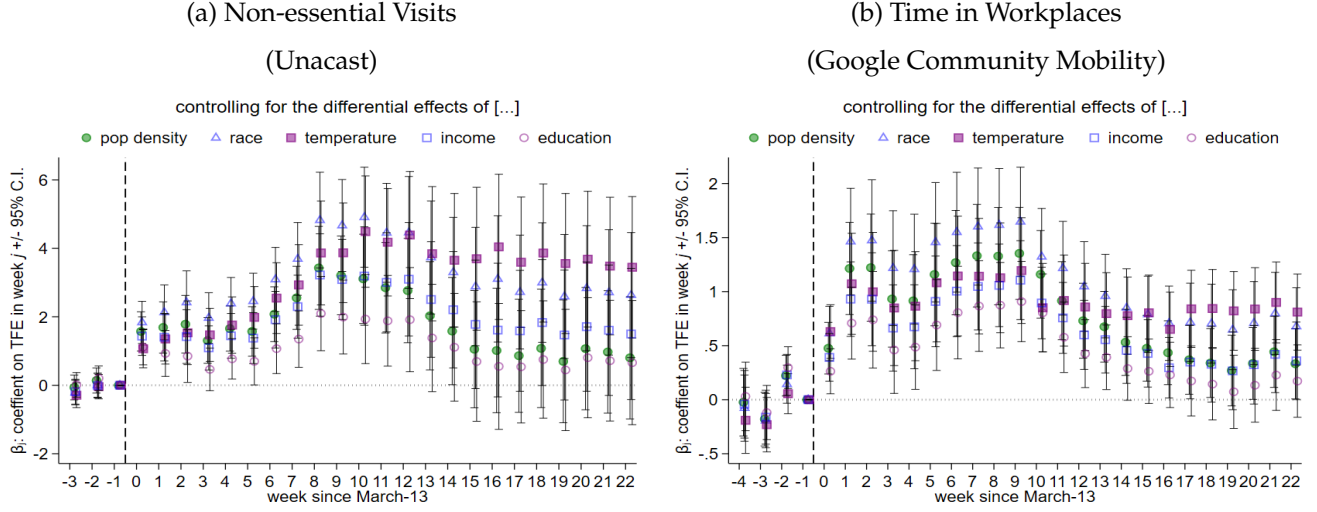 (a) Non-essential Visits
(Unacast)
controlling for the differential effects of [...]
pop density race temperature income education
βj: coeffient on TFE in week j +/- 95% C.I.
6
4
2
0
-2
-3 -2 -1 0 1 2 3 4 5 6 7 8 9 10 11 12 13 14 15 16 17 18 19 20 21 22
week since March-13
(b) Time in Workplaces
(Google Community Mobility)
controlling for the differential effects of [...]
pop density race temperature income education
βj: coeffient on TFE in week j +/- 95% C.I.
2
1.5
1
.5
0
-.5
-4 -3 -2 -1 0 1 2 3 4 5 6 7 8 9 10 11 12 13 14 15 16 17 18 19 20 21 22
week since March-13